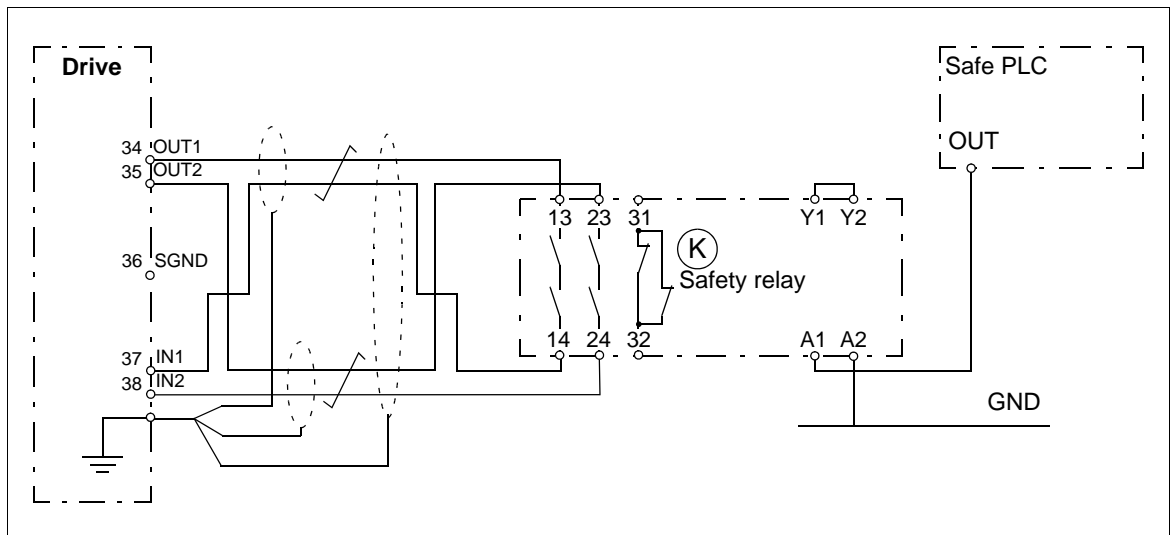 Drive
Safe PLC
OUT
34 OUT1
35 OUT2
13 23 31
Y1 Y2
K
36 SGND
Safety relay
14 24 32
A1 A2
37 IN1
38 IN2
GND